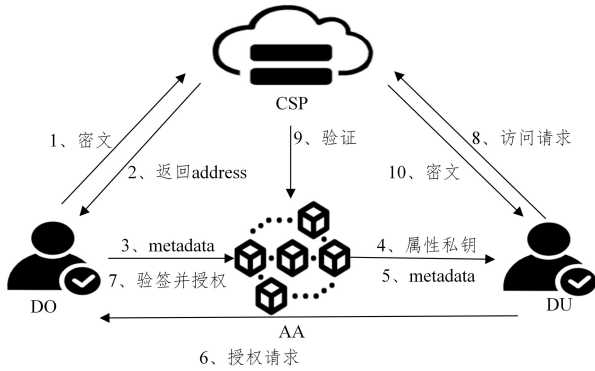 CSP
1、密文
9、验证
8、访问请求
2、返回address
10、密文
3、metadata
4、属性私钥
7、验签并授权
5、metadata
DO
DU
AA
6、授权请求